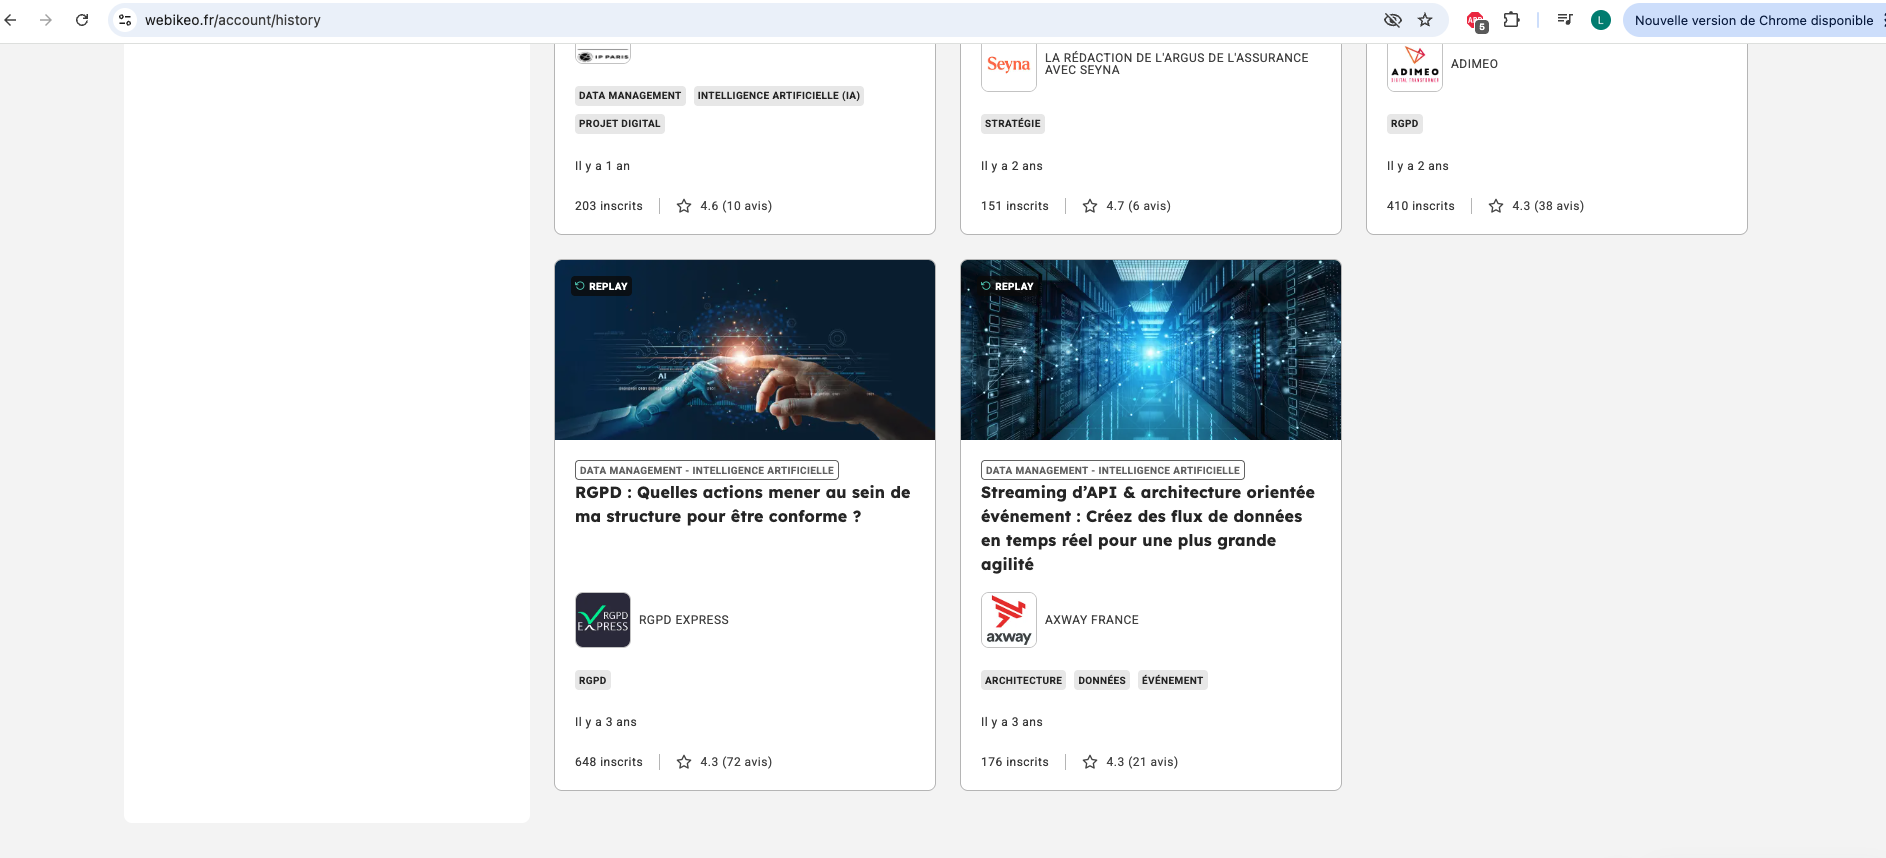 webikeo.fr/account/history
5
L
Nouvelle version de Chrome disponible
IP PARIS
DATA MANAGEMENT
INTELLIGENCE ARTIFICIELLE (IA)
PROJET DIGITAL
Il y a 1 an
203 inscrits
4.6 (10 avis)
Seyna
LA RÉDACTION DE L'ARGUS DE L'ASSURANCE
AVEC SEYNA
STRATÉGIE
Il y a 2 ans
151 inscrits
4.7 (6 avis)
ADIMEO
ADIMEO
RGPD
Il y a 2 ans
410 inscrits
4.3 (38 avis)
REPLAY
AI
DATA MANAGEMENT - INTELLIGENCE ARTIFICIELLE
RGPD : Quelles actions mener au sein de
ma structure pour être conforme ?
RGPD
EXPRESS
RGPD EXPRESS
RGPD
Il y a 3 ans
648 inscrits
4.3 (72 avis)
REPLAY
DATA MANAGEMENT - INTELLIGENCE ARTIFICIELLE
Streaming d’API & architecture orientée
événement : Créez des flux de données
en temps réel pour une plus grande
agilité
axway
AXWAY FRANCE
ARCHITECTURE
DONNÉES
ÉVÉNEMENT
Il y a 3 ans
176 inscrits
4.3 (21 avis)